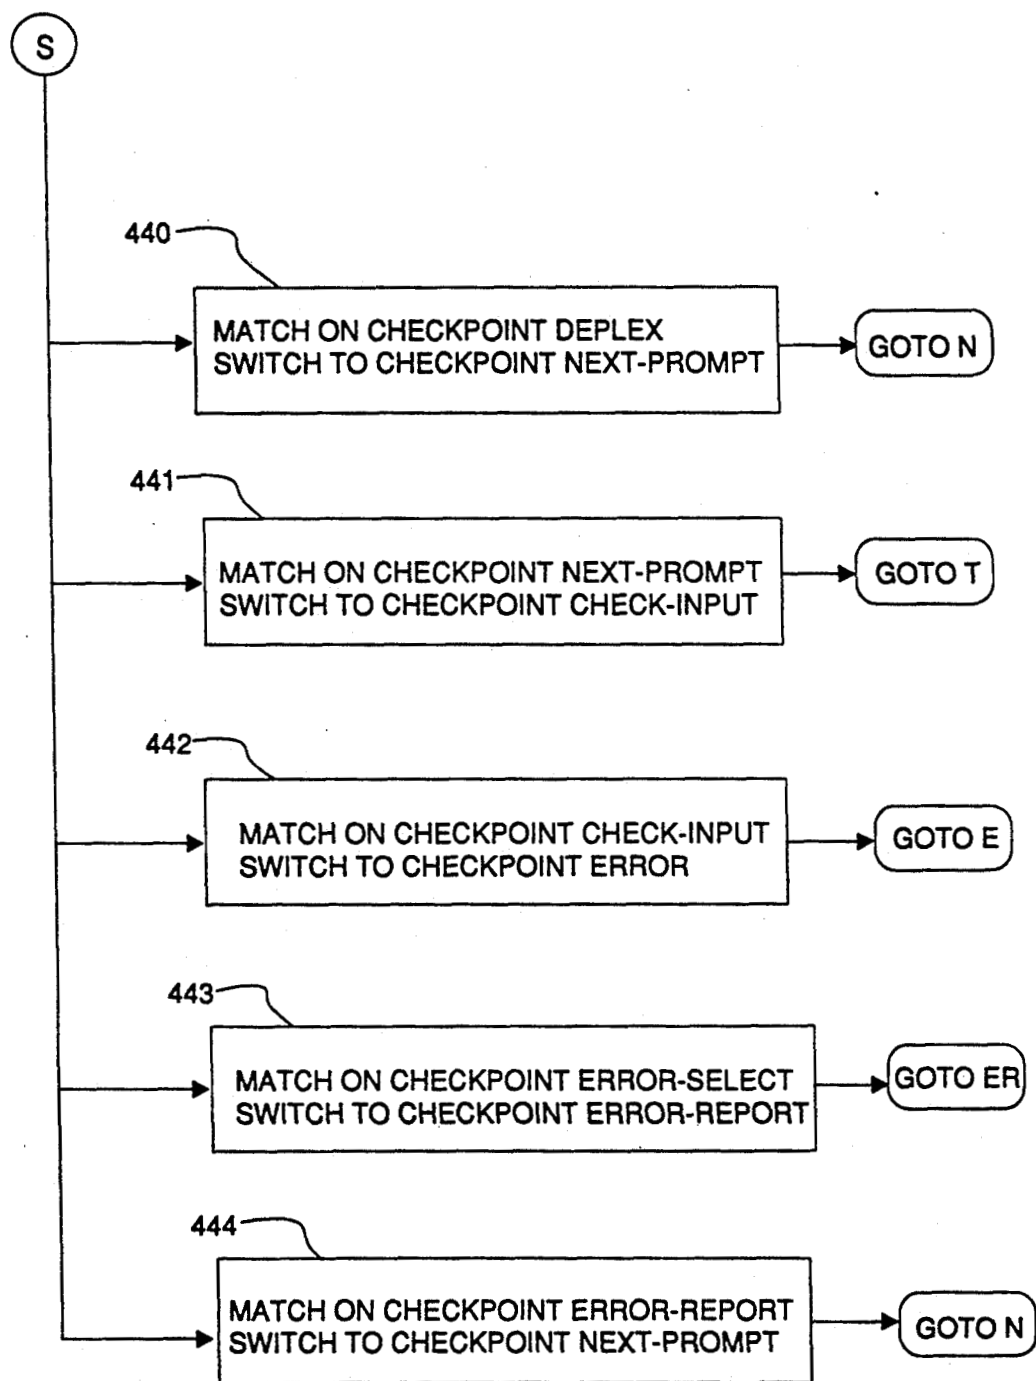 S
440
MATCH ON CHECKPOINT DEPLEX
SWITCH TO CHECKPOINT NEXT-PROMPT
GOTO N
441
MATCH ON CHECKPOINT NEXT-PROMPT
SWITCH TO CHECKPOINT CHECK-INPUT
GOTO T
442
MATCH ON CHECKPOINT CHECK-INPUT
SWITCH TO CHECKPOINT ERROR
GOTO E
443
MATCH ON CHECKPOINT ERROR-SELECT
SWITCH TO CHECKPOINT ERROR-REPORT
GOTO ER
444
MATCH ON CHECKPOINT ERROR-REPORT
SWITCH TO CHECKPOINT NEXT-PROMPT
GOTO N